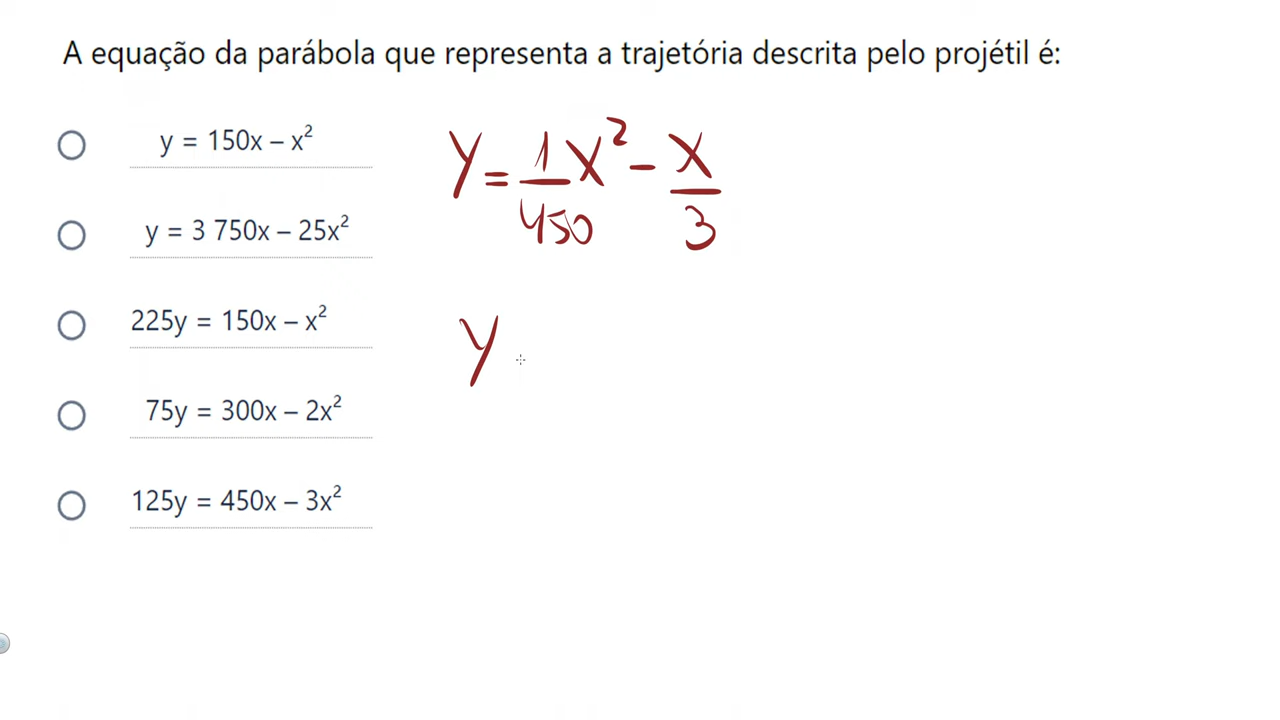 A equação da parábola que representa a trajetória descrita pelo projétil é:
y = 150x – x²
y = 3 750x – 25x²
225y = 150x – x²
75y = 300x – 2x²
125y = 450x – 3x²
y = 1/450 x² – x/3
y